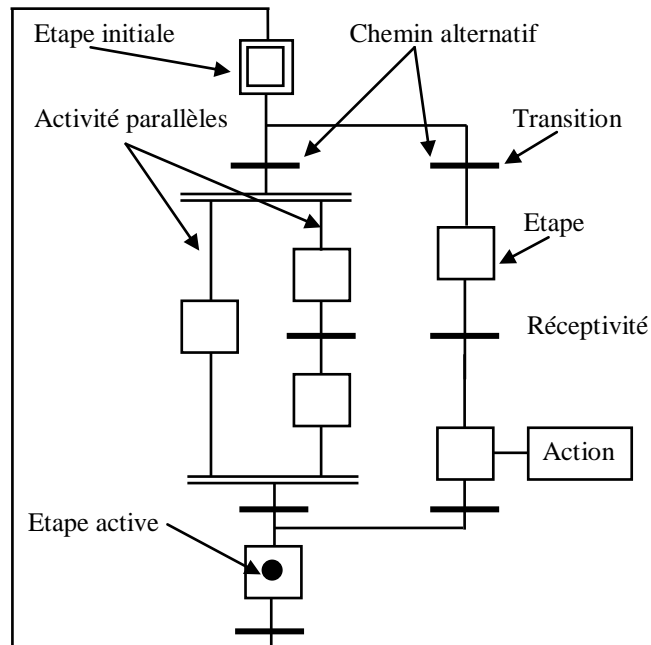 Etape initiale
Chemin alternatif
Activité parallèles
Transition
Etape
Réceptivité
Action
Etape active